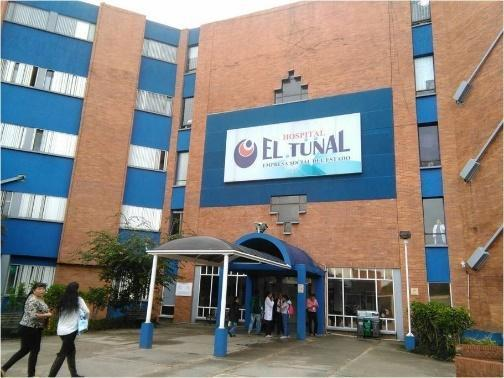 HOSPITAL
EL TUNAL
EMPRESA SOCIAL DEL ESTADO